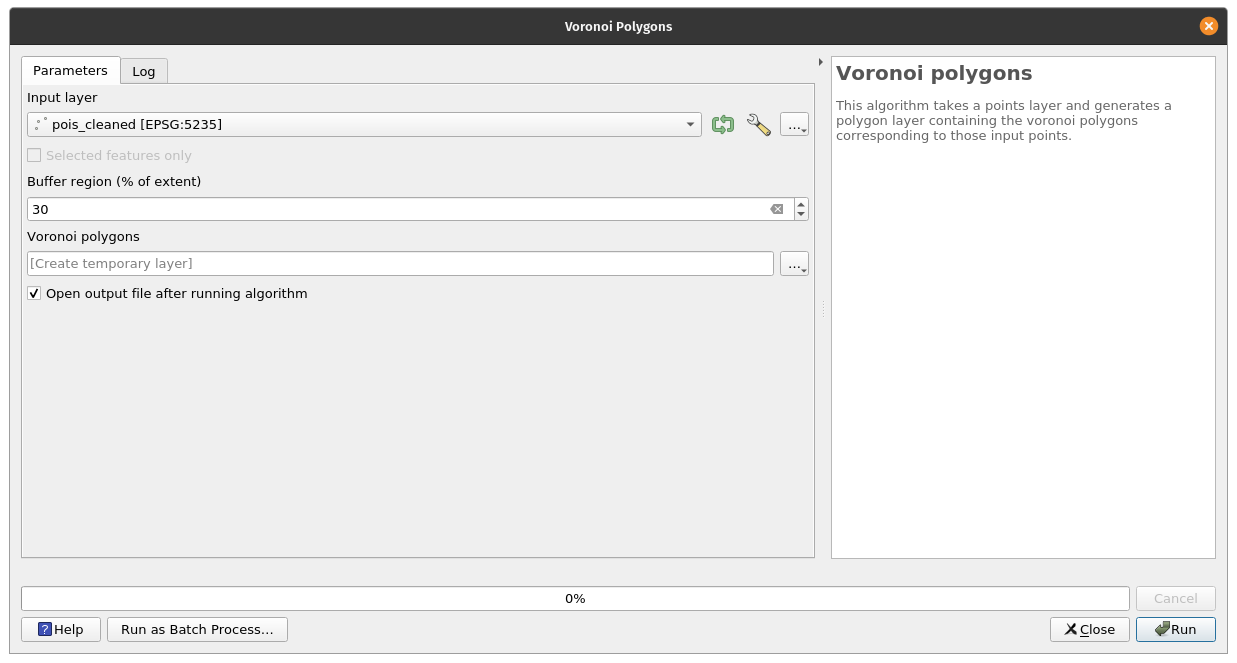 Voronoi Polygons
Parameters
Log
Input layer
pois_cleaned [EPSG:5235]
...
Selected features only
Buffer region (% of extent)
30
Voronoi polygons
[Create temporary layer]
...
Open output file after running algorithm
Voronoi polygons
This algorithm takes a points layer and generates a
polygon layer containing the voronoi polygons
corresponding to those input points.
0%
Cancel
?
Help
Run as Batch Process...
Close
Run